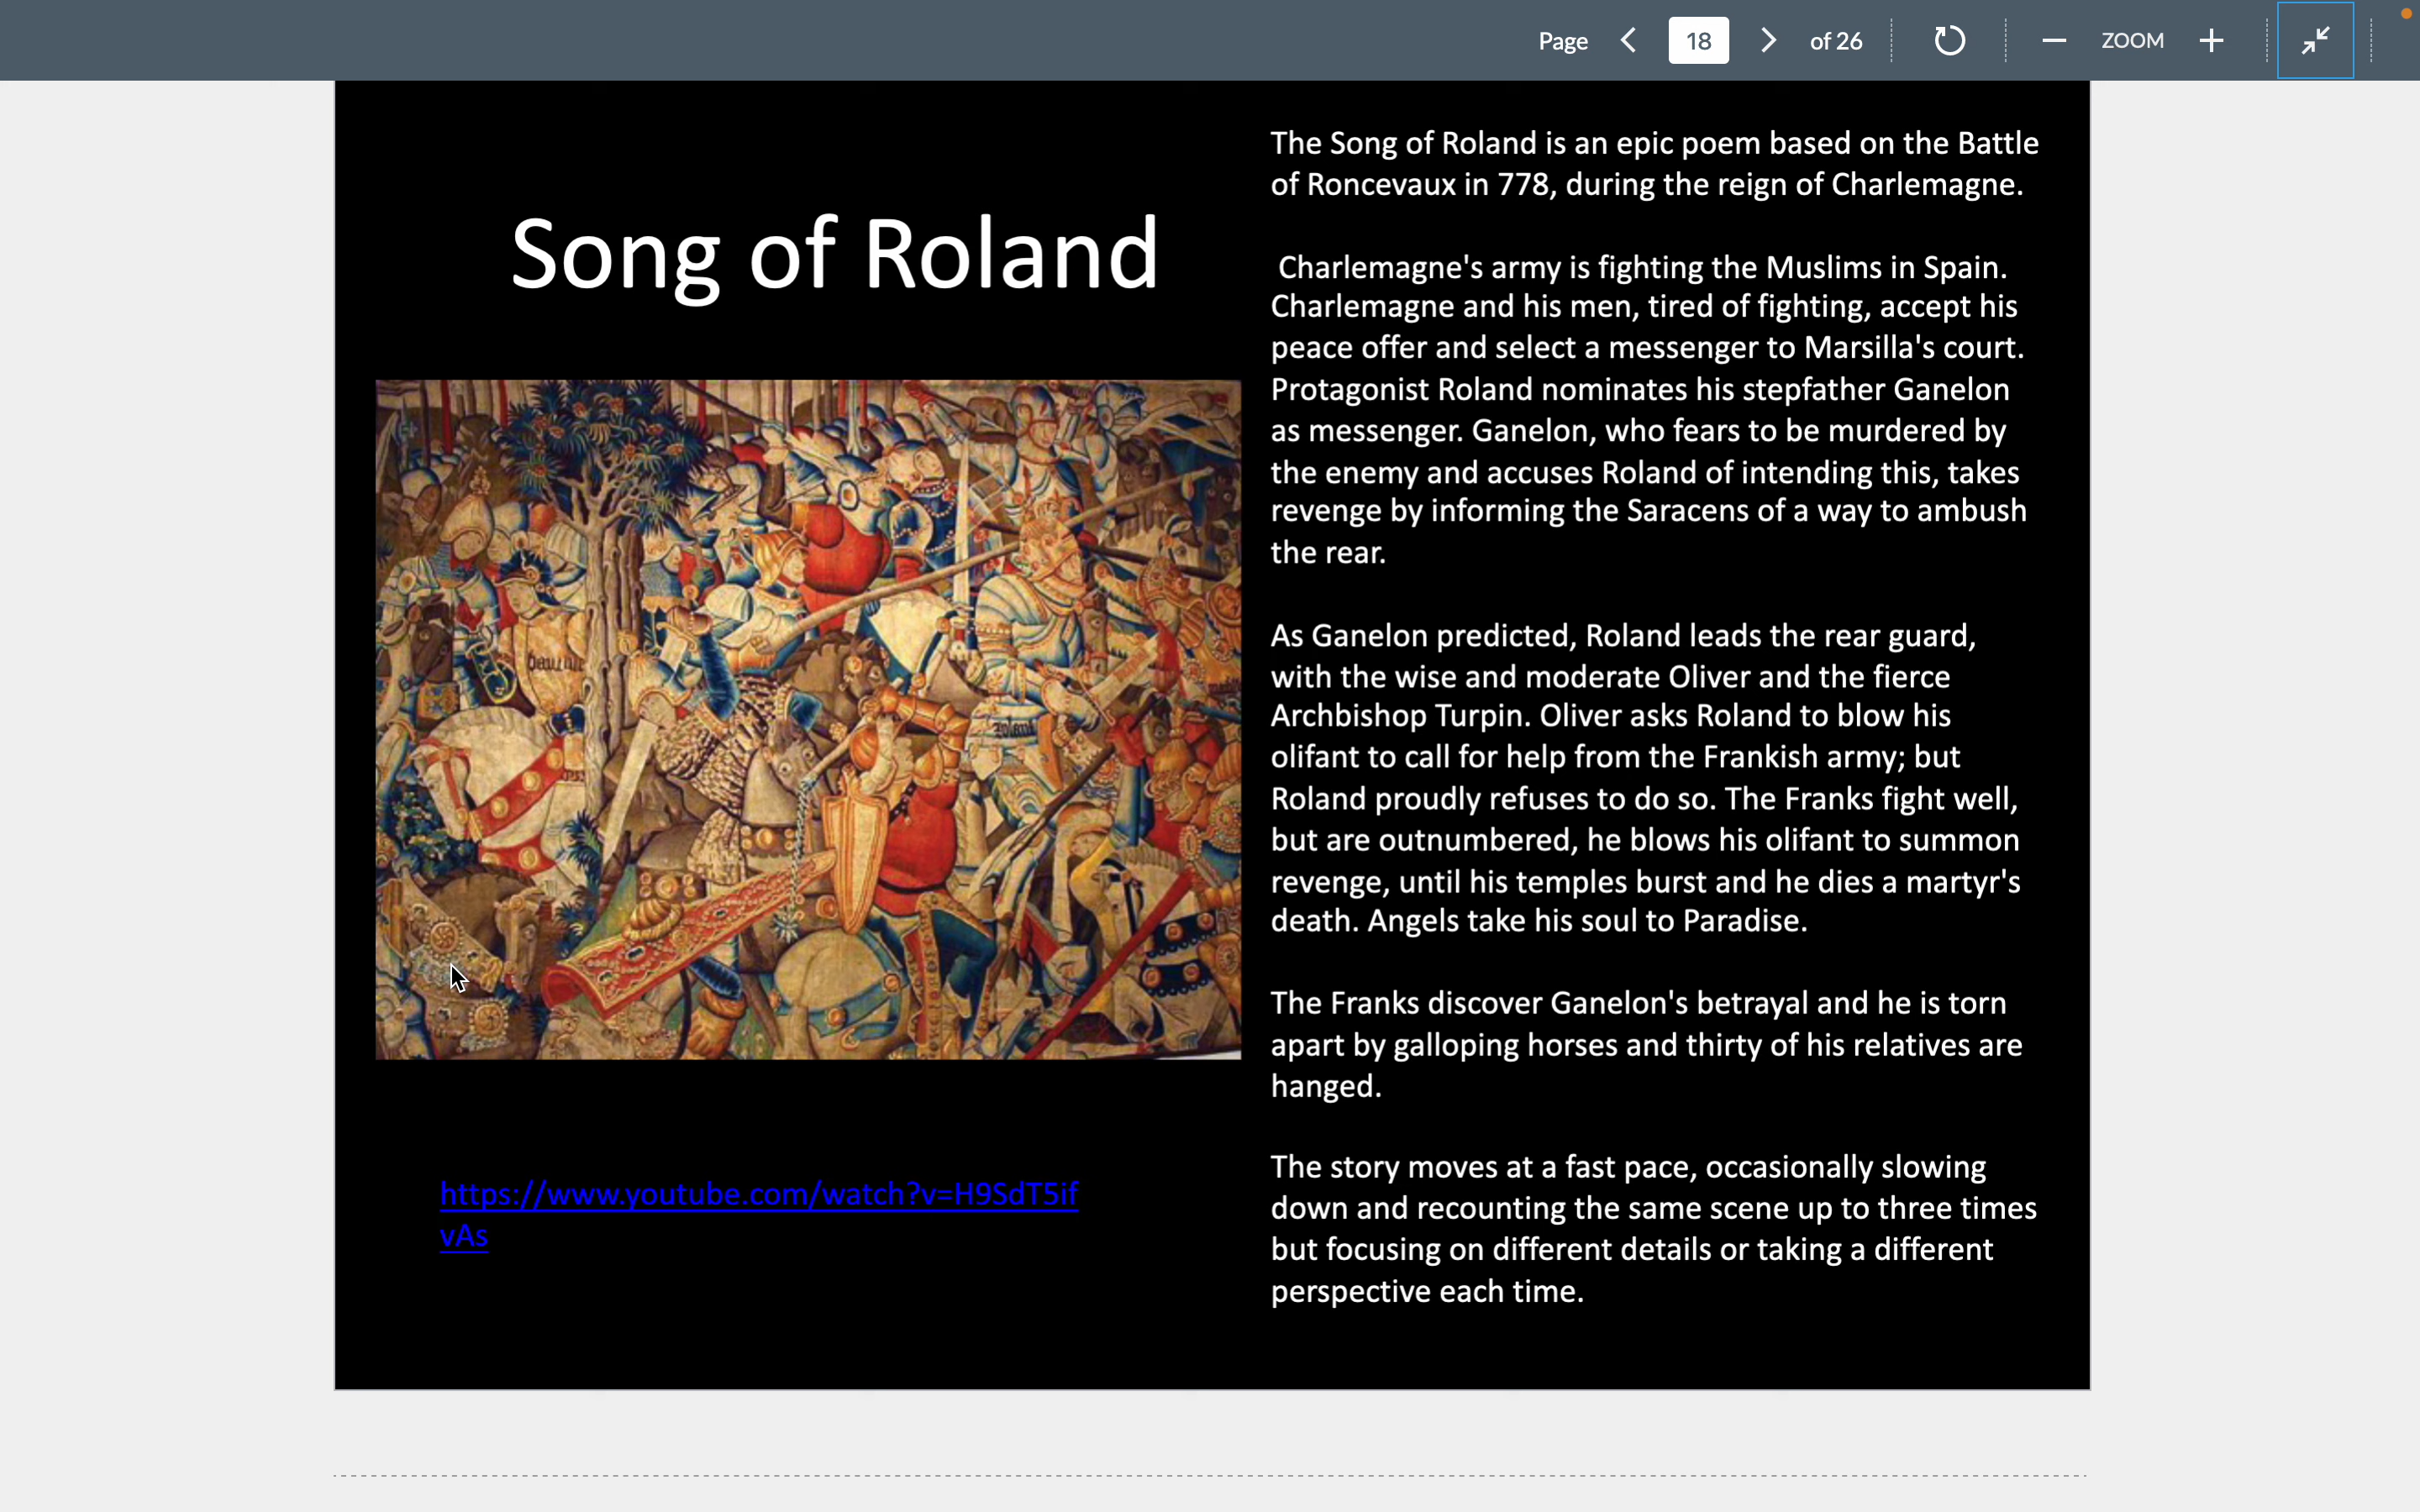 Page 18 of 26 ZOOM
Song of Roland
https://www.youtube.com/watch?v=H9SdT5if
vAs
The Song of Roland is an epic poem based on the Battle
of Roncevaux in 778, during the reign of Charlemagne.
Charlemagne's army is fighting the Muslims in Spain.
Charlemagne and his men, tired of fighting, accept his
peace offer and select a messenger to Marsilla's court.
Protagonist Roland nominates his stepfather Ganelon
as messenger. Ganelon, who fears to be murdered by
the enemy and accuses Roland of intending this, takes
revenge by informing the Saracens of a way to ambush
the rear.
As Ganelon predicted, Roland leads the rear guard,
with the wise and moderate Oliver and the fierce
Archbishop Turpin. Oliver asks Roland to blow his
olifant to call for help from the Frankish army; but
Roland proudly refuses to do so. The Franks fight well,
but are outnumbered, he blows his olifant to summon
revenge, until his temples burst and he dies a martyr's
death. Angels take his soul to Paradise.
The Franks discover Ganelon's betrayal and he is torn
apart by galloping horses and thirty of his relatives are
hanged.
The story moves at a fast pace, occasionally slowing
down and recounting the same scene up to three times
but focusing on different details or taking a different
perspective each time.